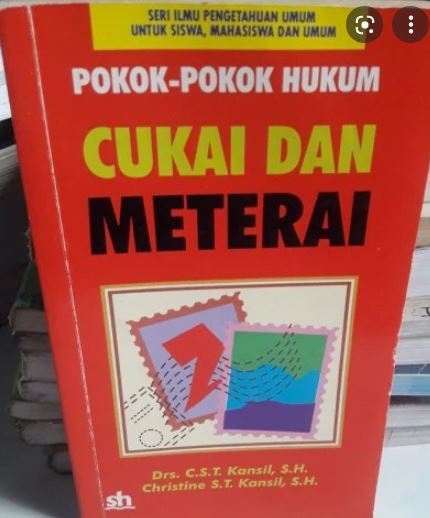 SERI ILMU PENGETAHUAN UMUM
UNTUK SISWA, MAHASISWA DAN UMUM
POKOK-POKOK HUKUM
CUKAI DAN
METERAI
2
Drs. C.S.T. Kansil, S.H.
Christine S.T. Kansil, S.H.
sh